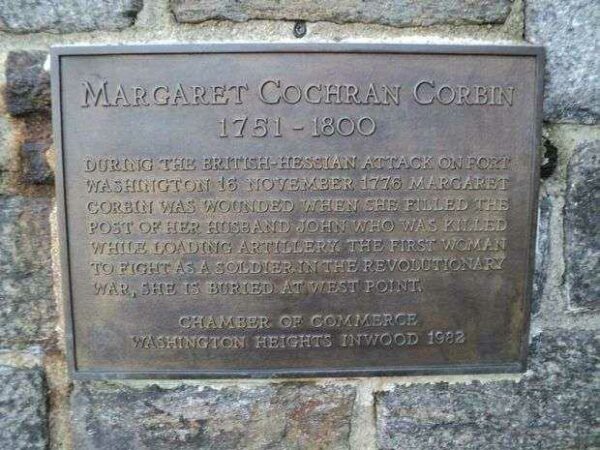 MARGARET COCHRAN CORBIN
1751 - 1800
DURING THE BRITISH-HESSIAN ATTACK ON FORT
WASHINGTON 16 NOVEMBER 1776 MARGARET
CORBIN WAS WOUNDED WHEN SHE FILLED THE
POST OF HER HUSBAND JOHN WHO WAS KILLED
WHILE LOADING ARTILLERY. THE FIRST WOMAN
TO FIGHT AS A SOLDIER IN THE REVOLUTIONARY
WAR, SHE IS BURIED AT WEST POINT.
CHAMBER OF COMMERCE
WASHINGTON HEIGHTS INWOOD 1982